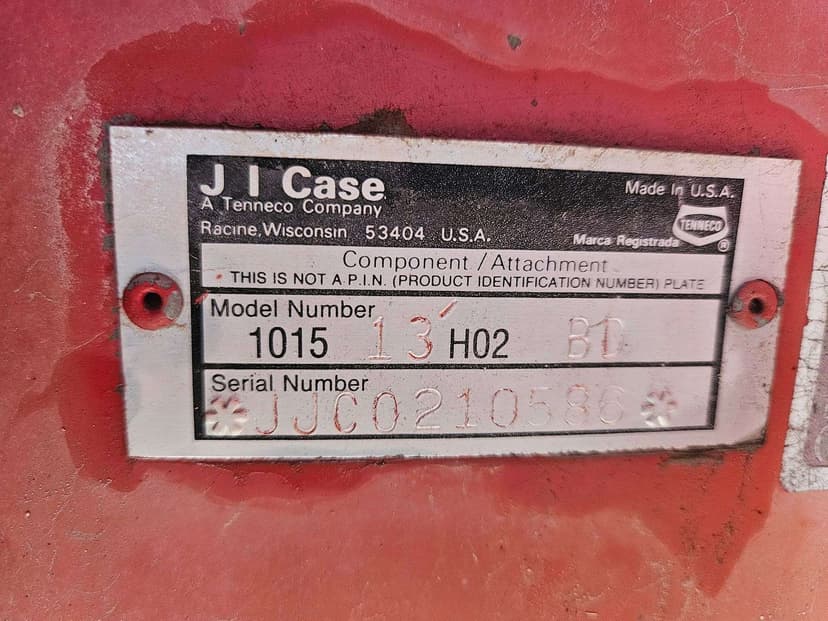 J I Case
A Tenneco Company
Racine, Wisconsin 53404 U.S.A.
Made In U.S.A.
TENNECO
Marca Registrada ®
Component/Attachment
THIS IS NOT A P.I.N. (PRODUCT IDENTIFICATION NUMBER) PLATE
Model Number
1015 13' H02 BD
Serial Number
*JJC0210586*